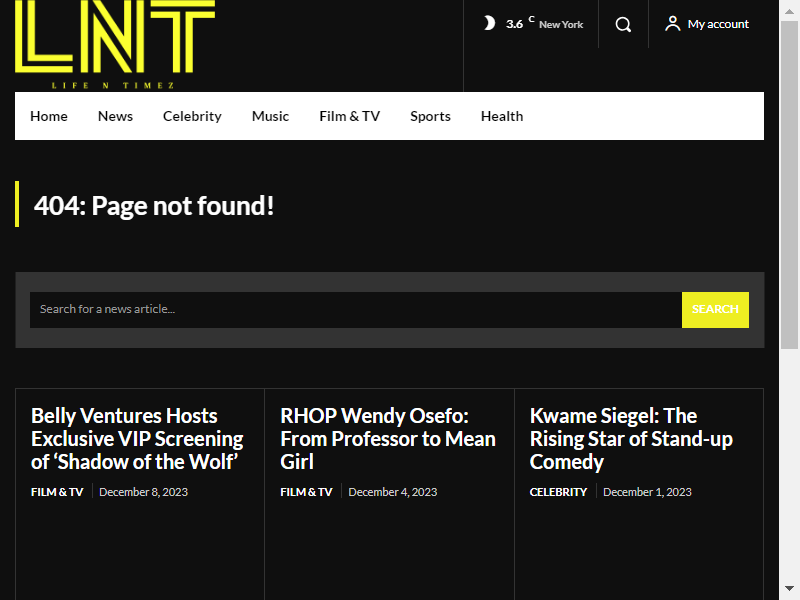 LNT
LIFE N TIMEZ
3.6 C New York
My account
Home News Celebrity Music Film & TV Sports Health
404: Page not found!
Search for a news article...
SEARCH
Belly Ventures Hosts
Exclusive VIP Screening
of ‘Shadow of the Wolf’
FILM & TV December 8, 2023
RHOP Wendy Osefo:
From Professor to Mean
Girl
FILM & TV December 4, 2023
Kwame Siegel: The
Rising Star of Stand-up
Comedy
CELEBRITY December 1, 2023